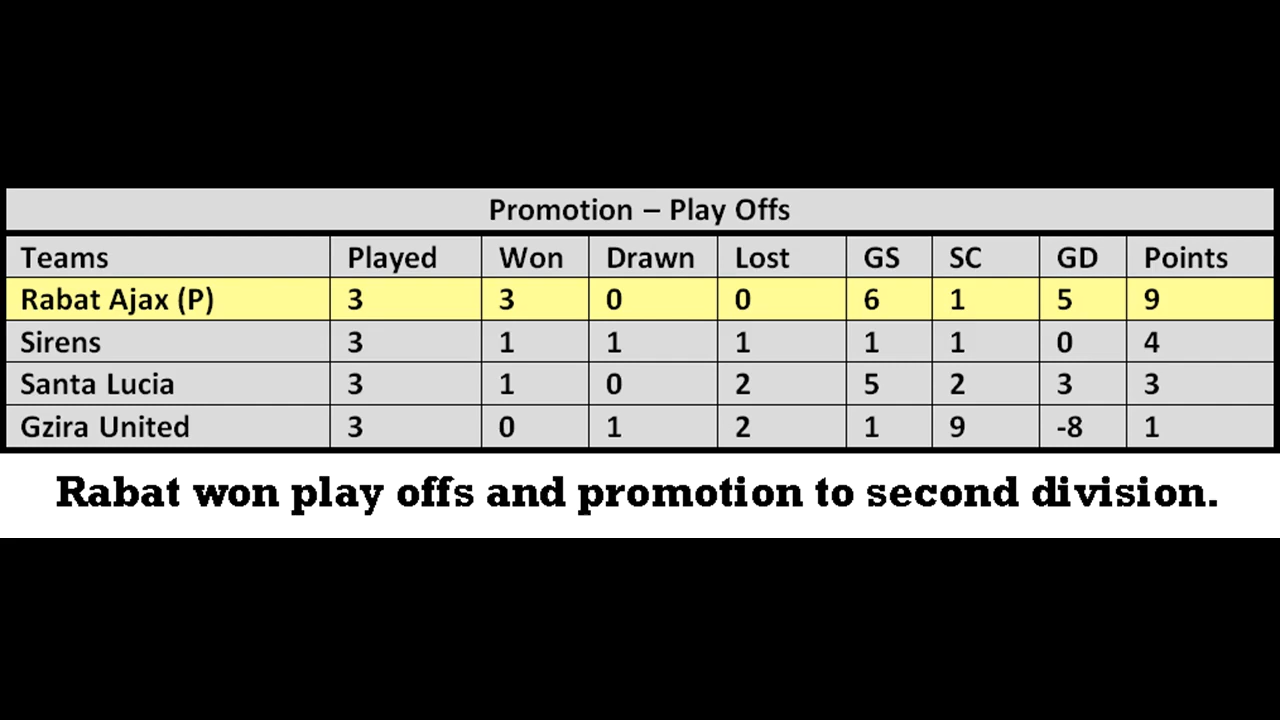 Promotion – Play Offs
Teams Played Won Drawn Lost GS SC GD Points
Rabat Ajax (P) 3 3 0 0 6 1 5 9
Sirens 3 1 1 1 1 1 0 4
Santa Lucia 3 1 0 2 5 2 3 3
Gzira United 3 0 1 2 1 9 -8 1
Rabat won play offs and promotion to second division.